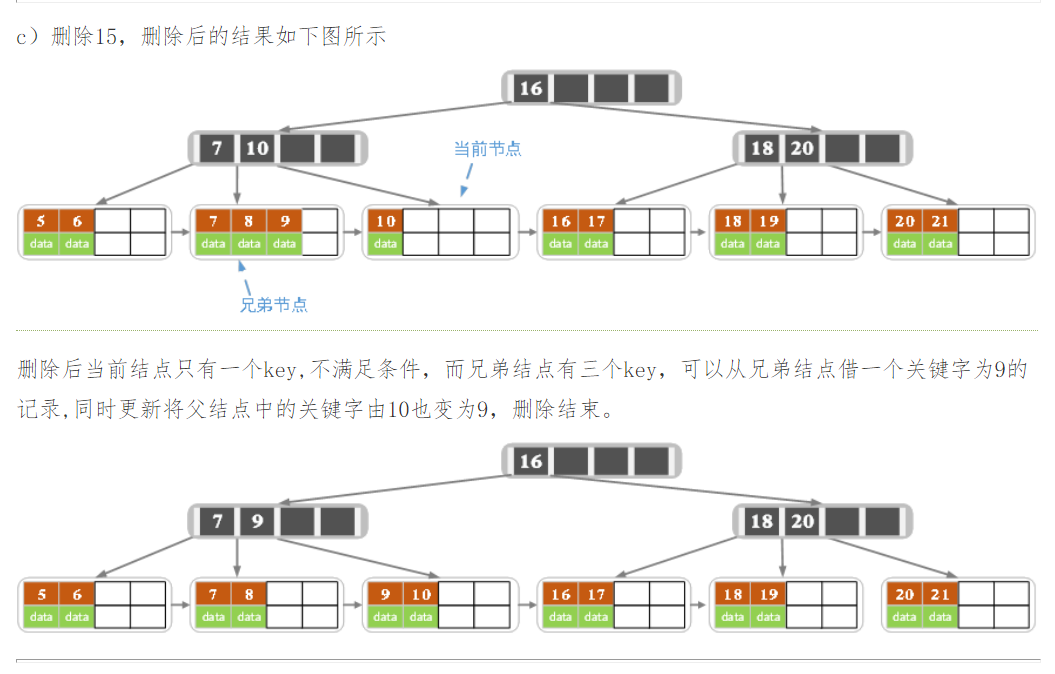 c）删除15，删除后的结果如下图所示
16
7 10
当前节点
18 20
5 6
data data
7 8 9
data data data
10
data
16 17
data data
18 19
data data
20 21
data data
兄弟节点
删除后当前结点只有一个key,不满足条件，而兄弟结点有三个key，可以从兄弟结点借一个关键字为9的
记录,同时更新将父结点中的关键字由10也变为9，删除结束。
16
7 9
18 20
5 6
data data
7 8
data data
9 10
data data
16 17
data data
18 19
data data
20 21
data data